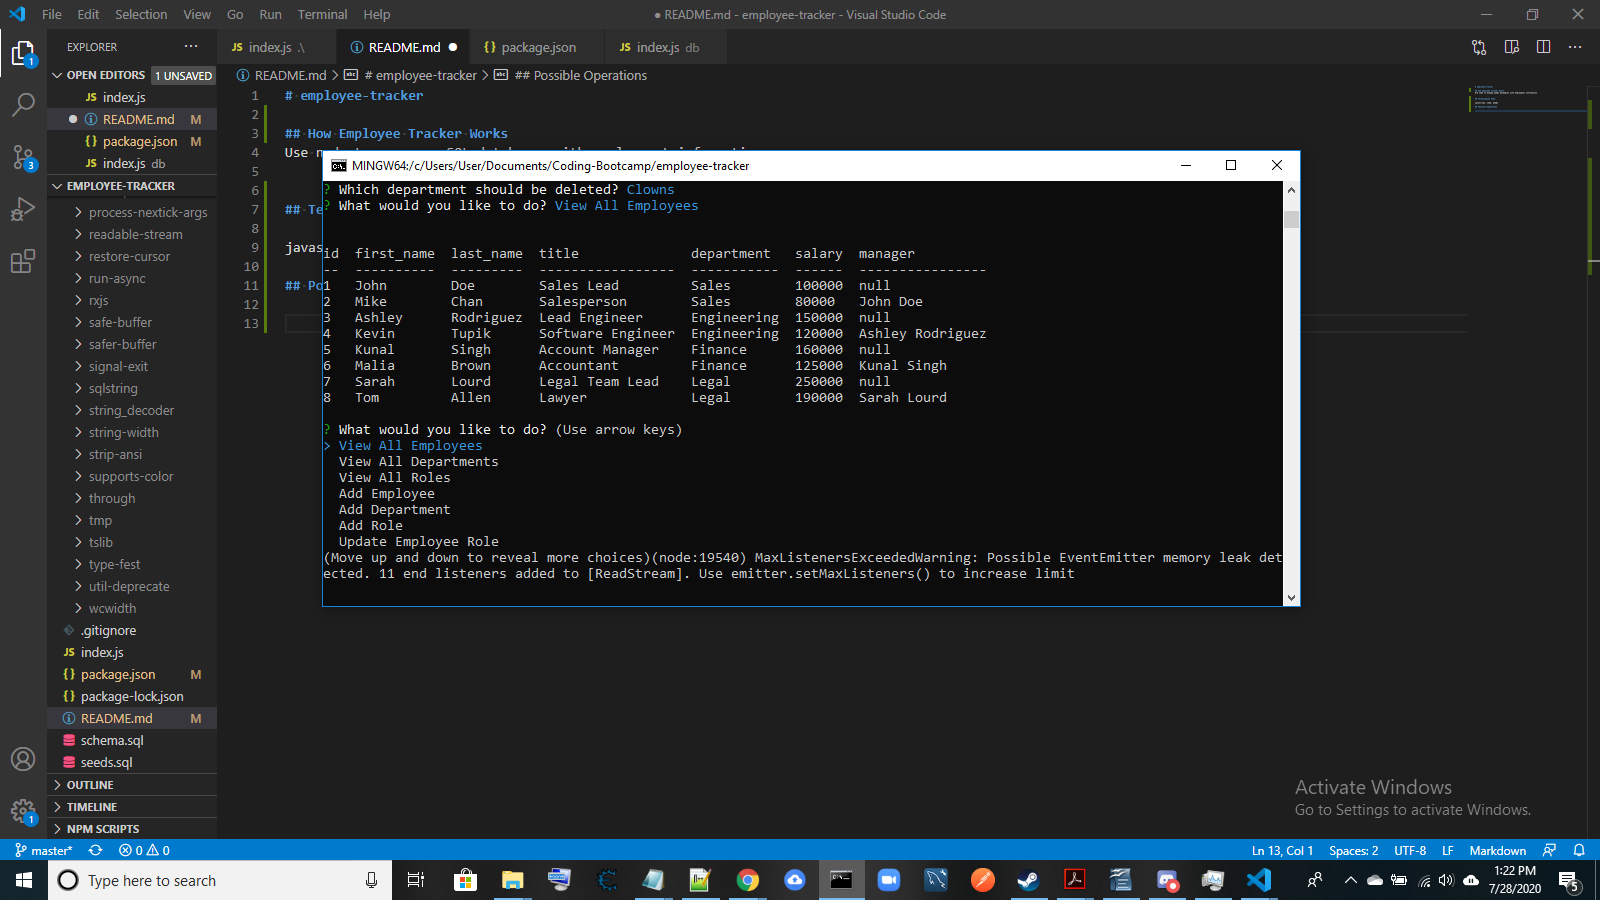 File Edit Selection View Go Run Terminal Help
● README.md - employee-tracker - Visual Studio Code
EXPLORER ...
JS index.js .\
README.md ●
{} package.json
JS index.js db
OPEN EDITORS 1 UNSAVED
JS index.js
● README.md M
{} package.json M
JS index.js db
EMPLOYEE-TRACKER
process-nextick-args
readable-stream
restore-cursor
run-async
rxjs
safe-buffer
safer-buffer
signal-exit
sqlstring
string_decoder
string-width
strip-ansi
supports-color
through
tmp
tslib
type-fest
util-deprecate
wcwidth
.gitignore
JS index.js
{} package.json M
{} package-lock.json
README.md M
schema.sql
seeds.sql
OUTLINE
TIMELINE
NPM SCRIPTS
1
3
1
README.md > # employee-tracker > ## Possible Operations
1 # employee-tracker
2
3 ## How Employee Tracker Works
4 Use
5
6
7 ## Te
8
9 javas
10
11 ## Po
12
13
MINGW64:/c/Users/User/Documents/Coding-Bootcamp/employee-tracker
? Which department should be deleted? Clowns
? What would you like to do? View All Employees
id first_name last_name title department salary manager
-- ---------- --------- ----------------- ----------- ------ ----------------
1 John Doe Sales Lead Sales 100000 null
2 Mike Chan Salesperson Sales 80000 John Doe
3 Ashley Rodriguez Lead Engineer Engineering 150000 null
4 Kevin Tupik Software Engineer Engineering 120000 Ashley Rodriguez
5 Kunal Singh Account Manager Finance 160000 null
6 Malia Brown Accountant Finance 125000 Kunal Singh
7 Sarah Lourd Legal Team Lead Legal 250000 null
8 Tom Allen Lawyer Legal 190000 Sarah Lourd
? What would you like to do? (Use arrow keys)
> View All Employees
View All Departments
View All Roles
Add Employee
Add Department
Add Role
Update Employee Role
(Move up and down to reveal more choices)(node:19540) MaxListenersExceededWarning: Possible EventEmitter memory leak det
ected. 11 end listeners added to [ReadStream]. Use emitter.setMaxListeners() to increase limit
Activate Windows
Go to Settings to activate Windows.
master* 0 0
Ln 13, Col 1 Spaces: 2 UTF-8 LF Markdown
Type here to search
1:22 PM
7/28/2020
5